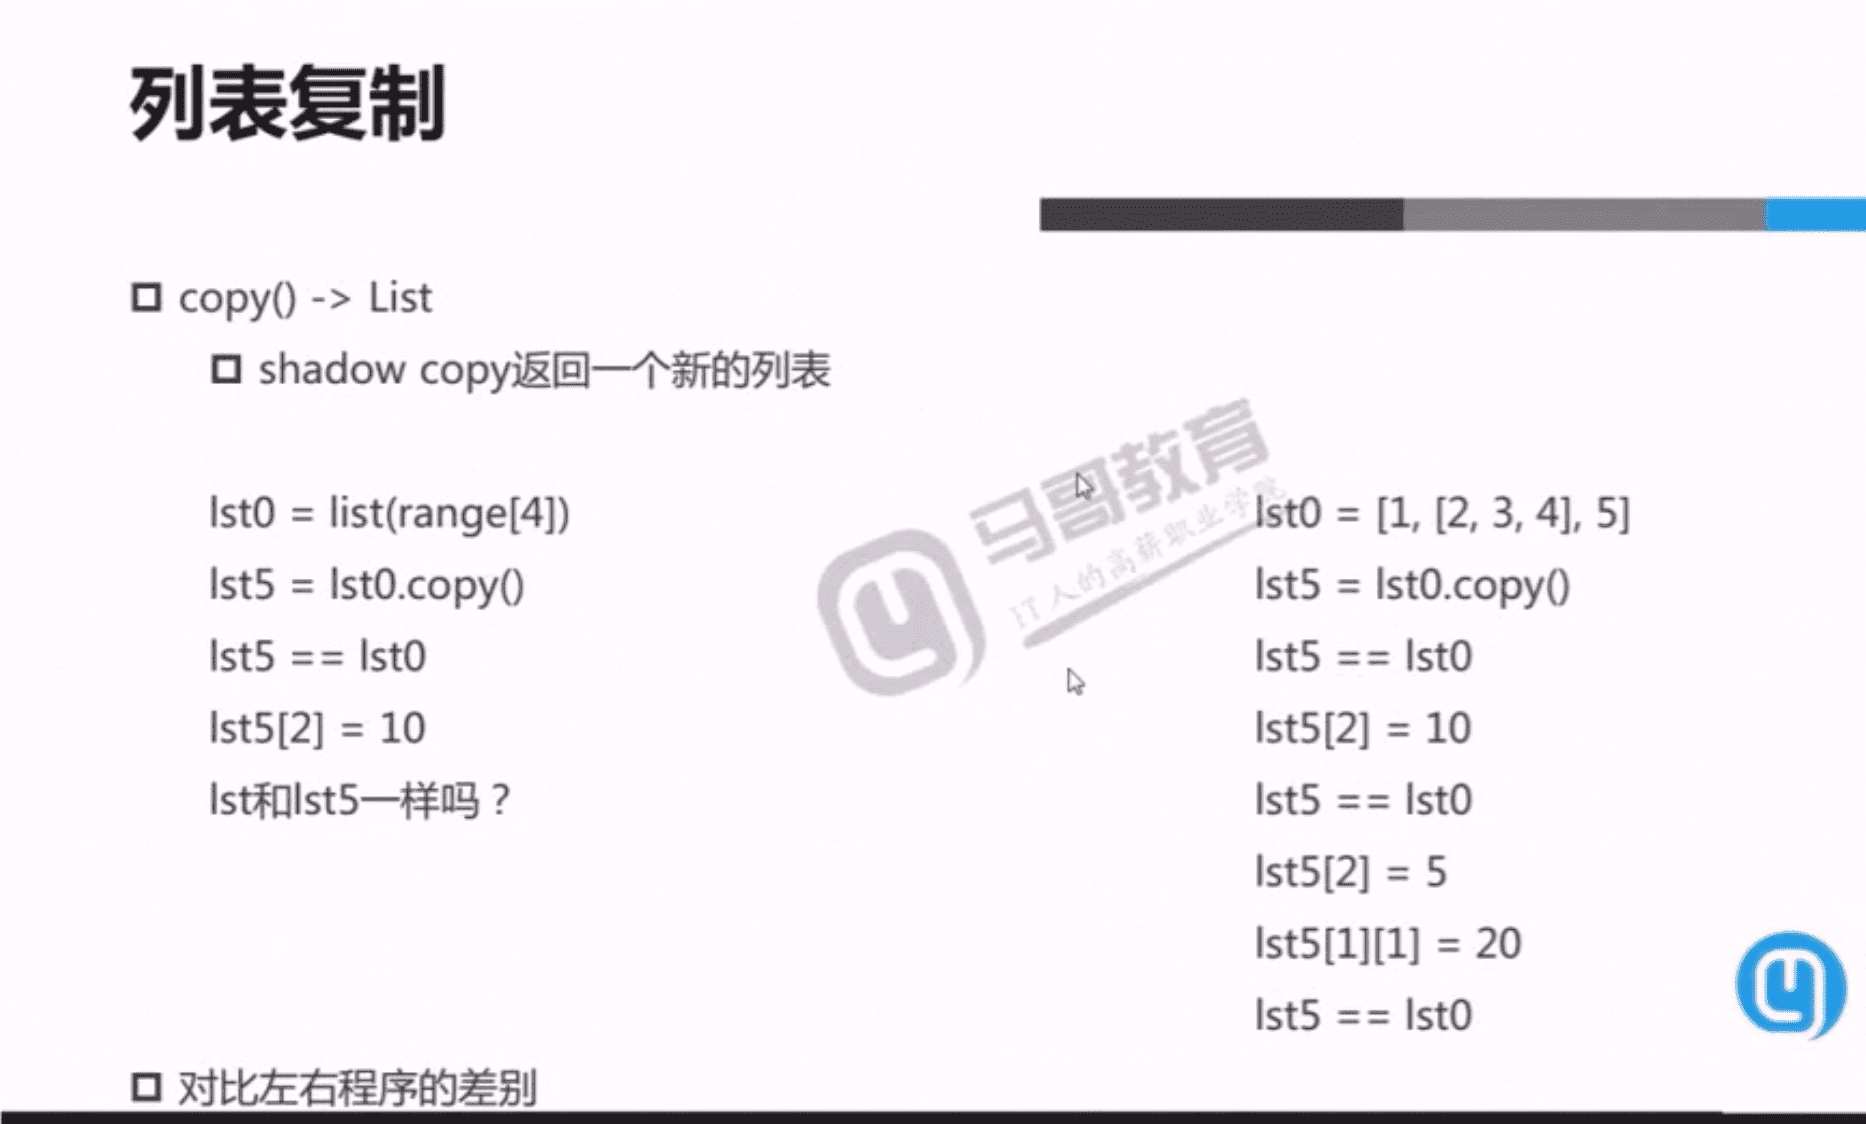 列表复制
copy() -> List
shadow copy返回一个新的列表
lst0 = list(range[4])
lst5 = lst0.copy()
lst5 == lst0
lst5[2] = 10
lst和lst5一样吗？
lst0 = [1, [2, 3, 4], 5]
lst5 = lst0.copy()
lst5 == lst0
lst5[2] = 10
lst5 == lst0
lst5[2] = 5
lst5[1][1] = 20
lst5 == lst0
对比左右程序的差别
马哥教育
IT人的高薪职业学院